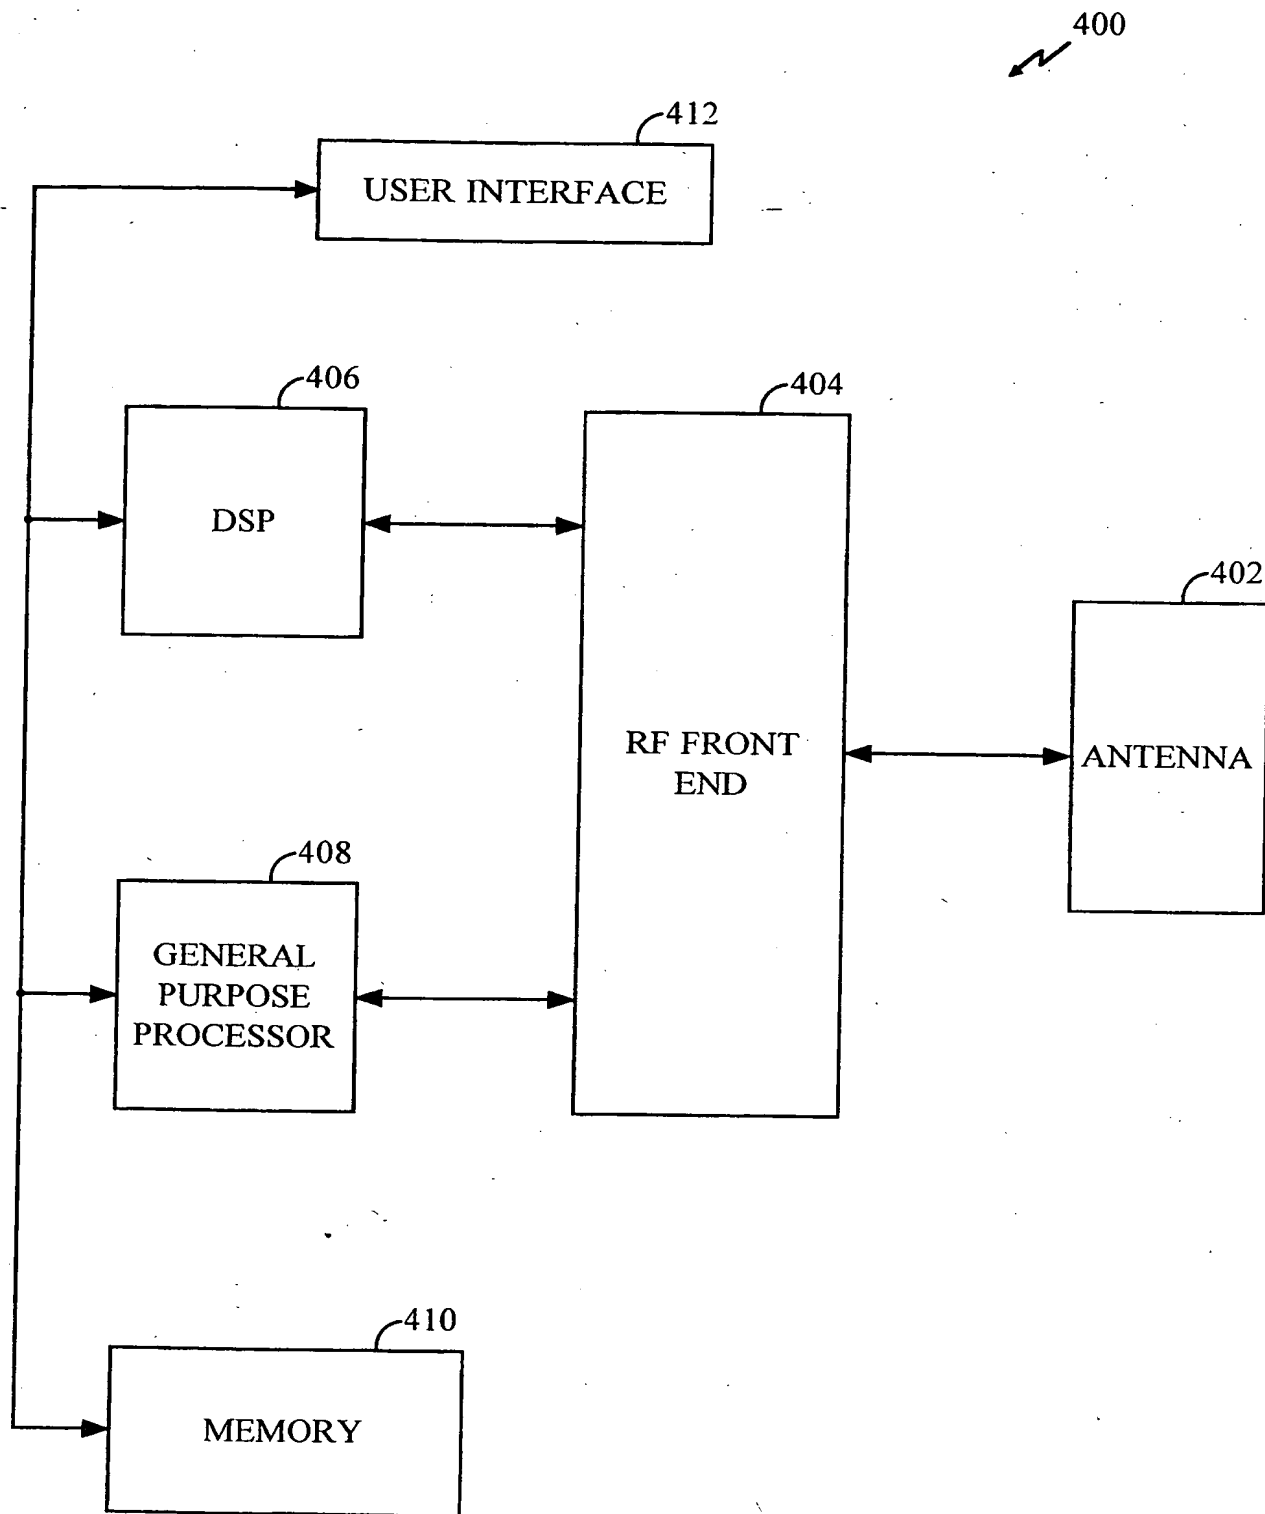 400
412
USER INTERFACE
406
404
DSP
402
RF FRONT
END
ANTENNA
408
GENERAL
PURPOSE
PROCESSOR
410
MEMORY